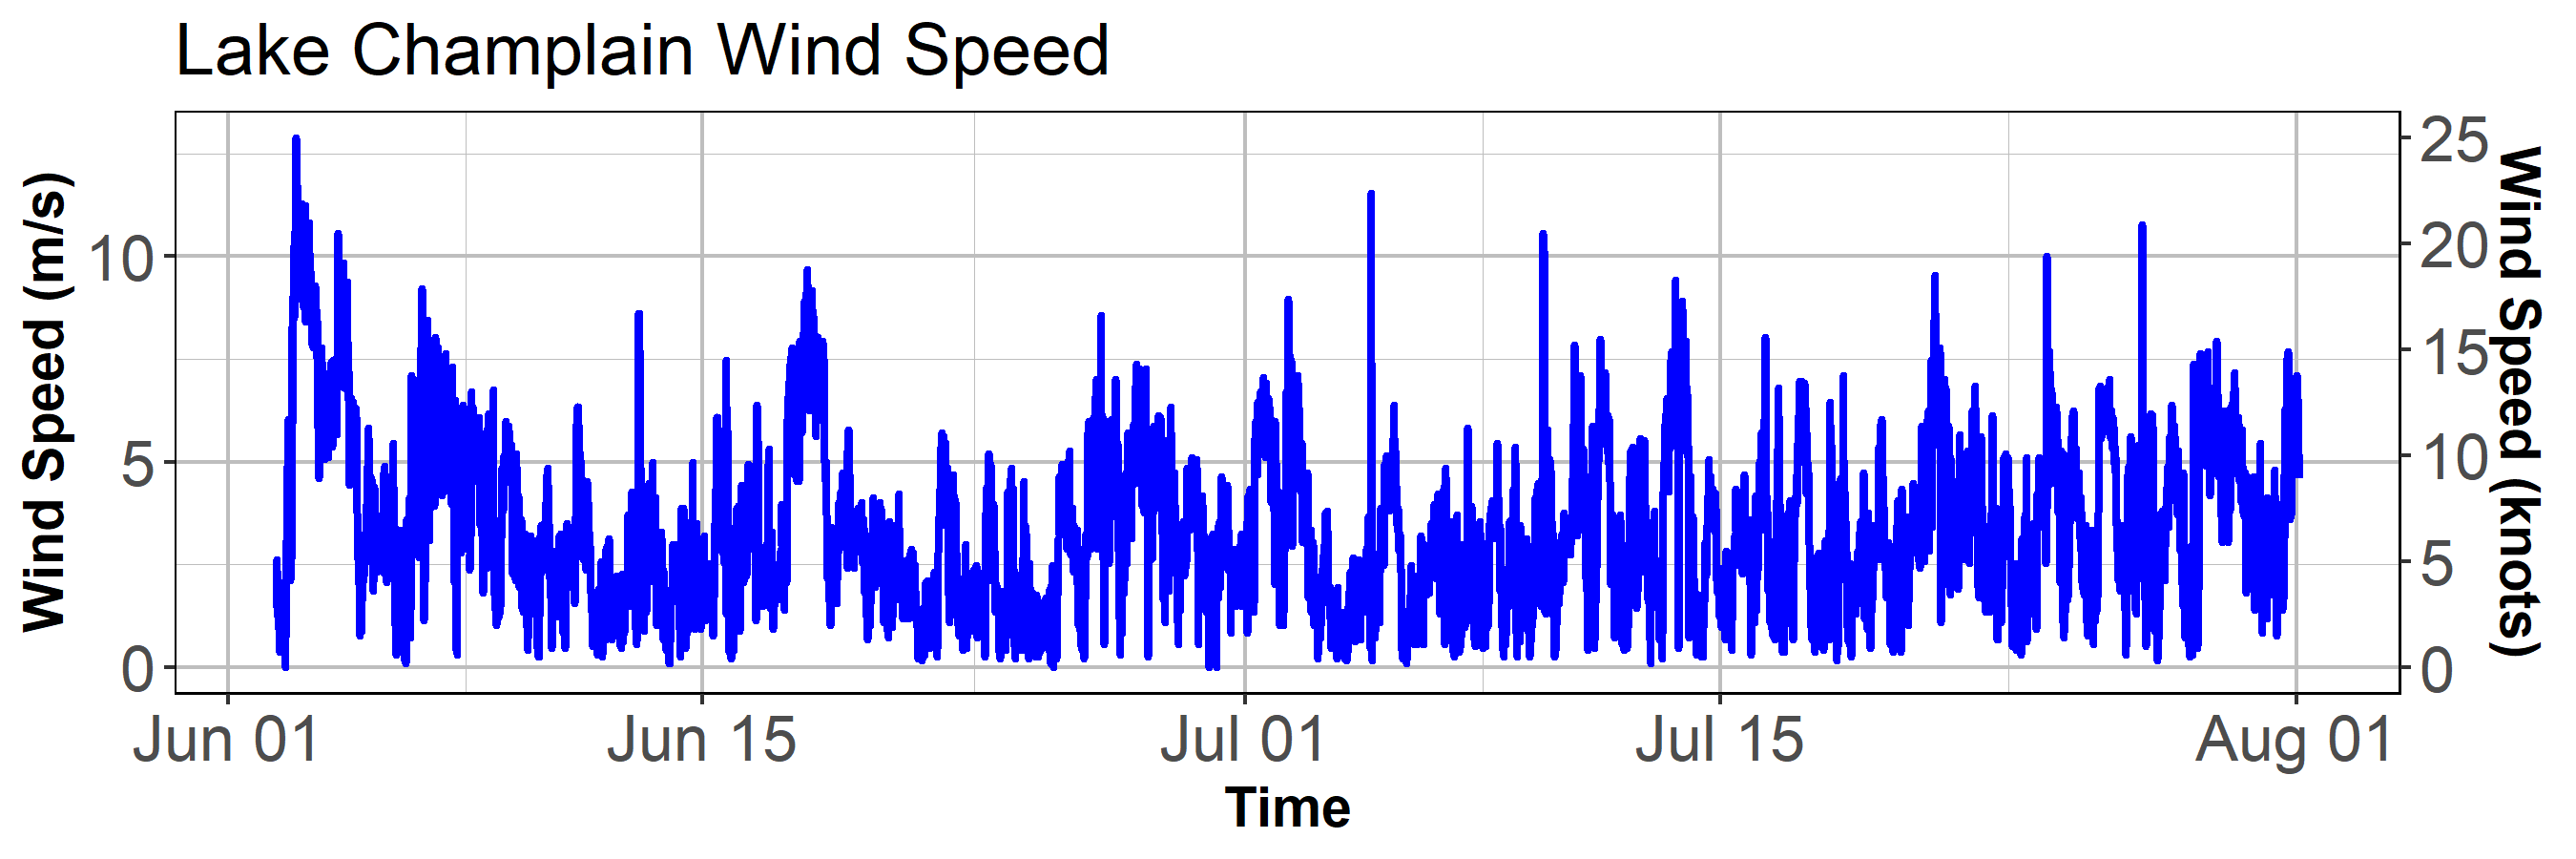 Lake Champlain Wind Speed
Wind Speed (m/s)
10
5
0
25
20
15
10
5
0
Wind Speed (knots)
Jun 01 Jun 15 Jul 01 Jul 15 Aug 01
Time